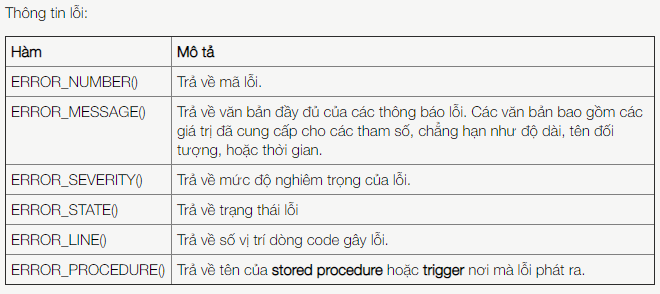 Thông tin lỗi:
Hàm Mô tả
ERROR_NUMBER() Trả về mã lỗi.
ERROR_MESSAGE() Trả về văn bản đầy đủ của các thông báo lỗi. Các văn bản bao gồm các
giá trị đã cung cấp cho các tham số, chẳng hạn như độ dài, tên đối
tượng, hoặc thời gian.
ERROR_SEVERITY() Trả về mức độ nghiêm trọng của lỗi.
ERROR_STATE() Trả về trạng thái lỗi
ERROR_LINE() Trả về số vị trí dòng code gây lỗi.
ERROR_PROCEDURE() Trả về tên của stored procedure hoặc trigger nơi mà lỗi phát ra.